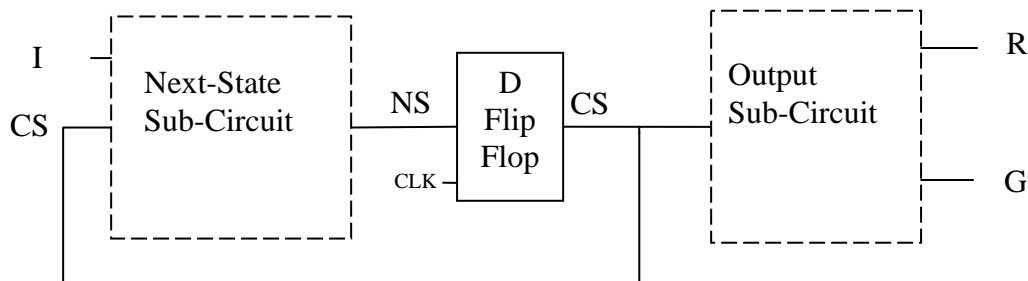 I
CS
Next-State
Sub-Circuit
NS
D
Flip
Flop
CLK
CS
Output
Sub-Circuit
R
G